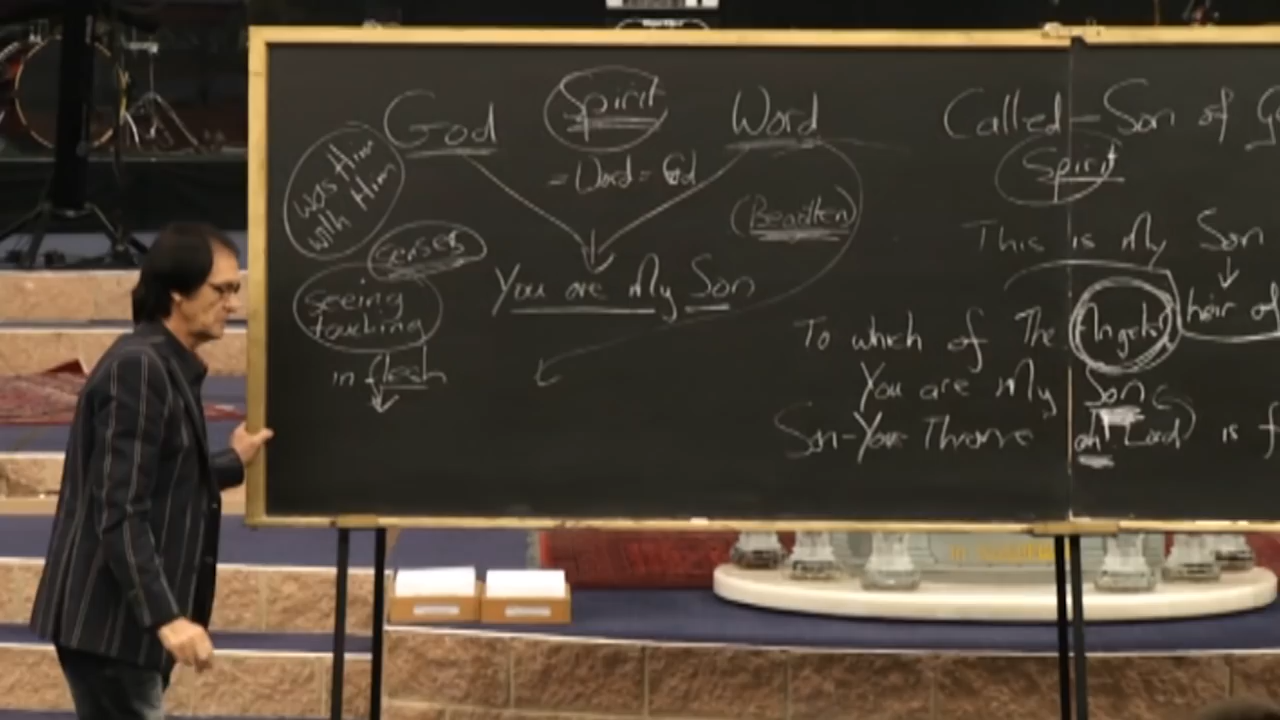 God Spirit Word
= Word = God
was Him
with Him
senses
(Begotten)
seeing
touching
in flesh
You are My Son
Called - Son of G
Spirit
This is My Son
To which of The Angels heir of
You are My Son
Son - Your Throne oh Lord is f